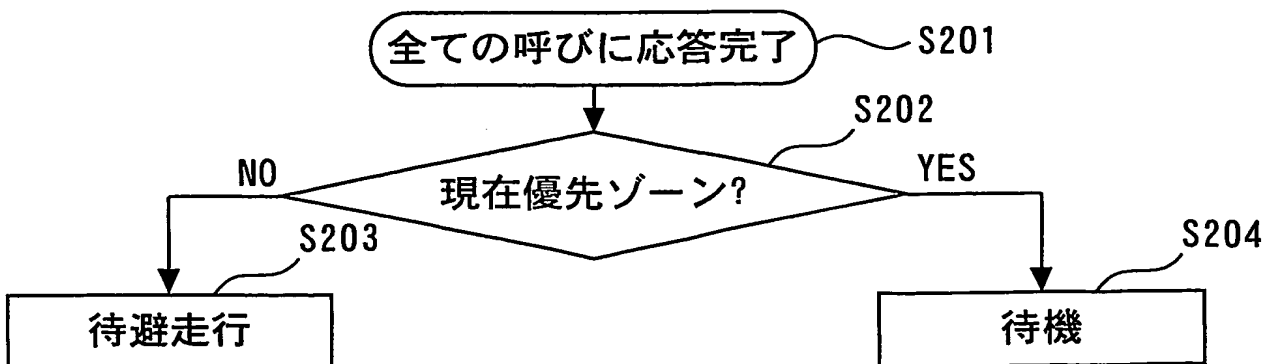 全ての呼びに応答完了
S201
S202
NO
現在優先ゾーン?
YES
S203
S204
待避走行
待機